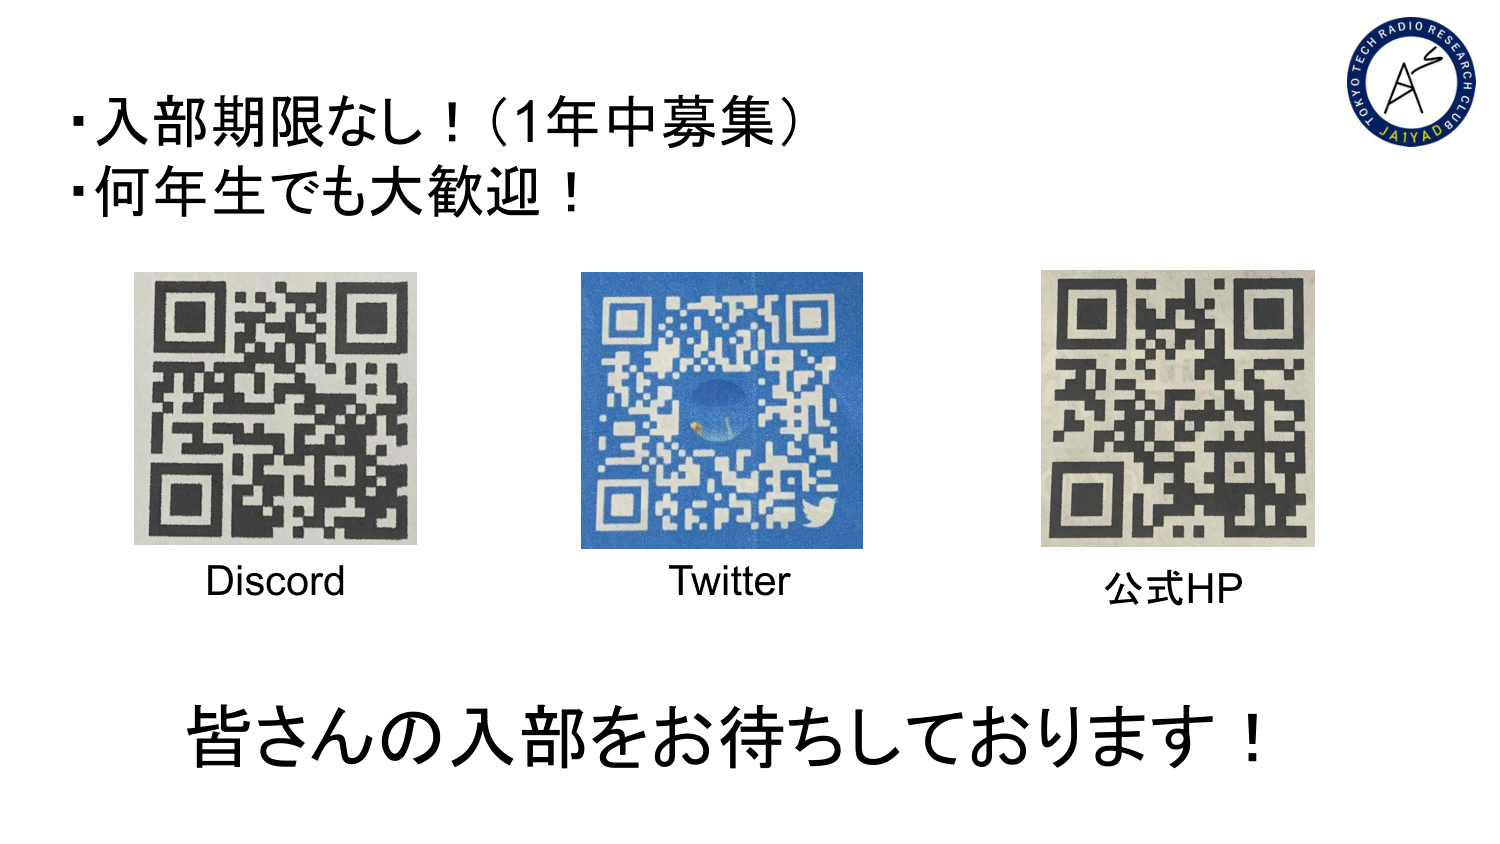 TOKYO TECH RADIO RESEARCH CLUB
JA1YAD
・入部期限なし！（1年中募集）
・何年生でも大歓迎！
Discord
Twitter
公式HP
皆さんの入部をお待ちしております！